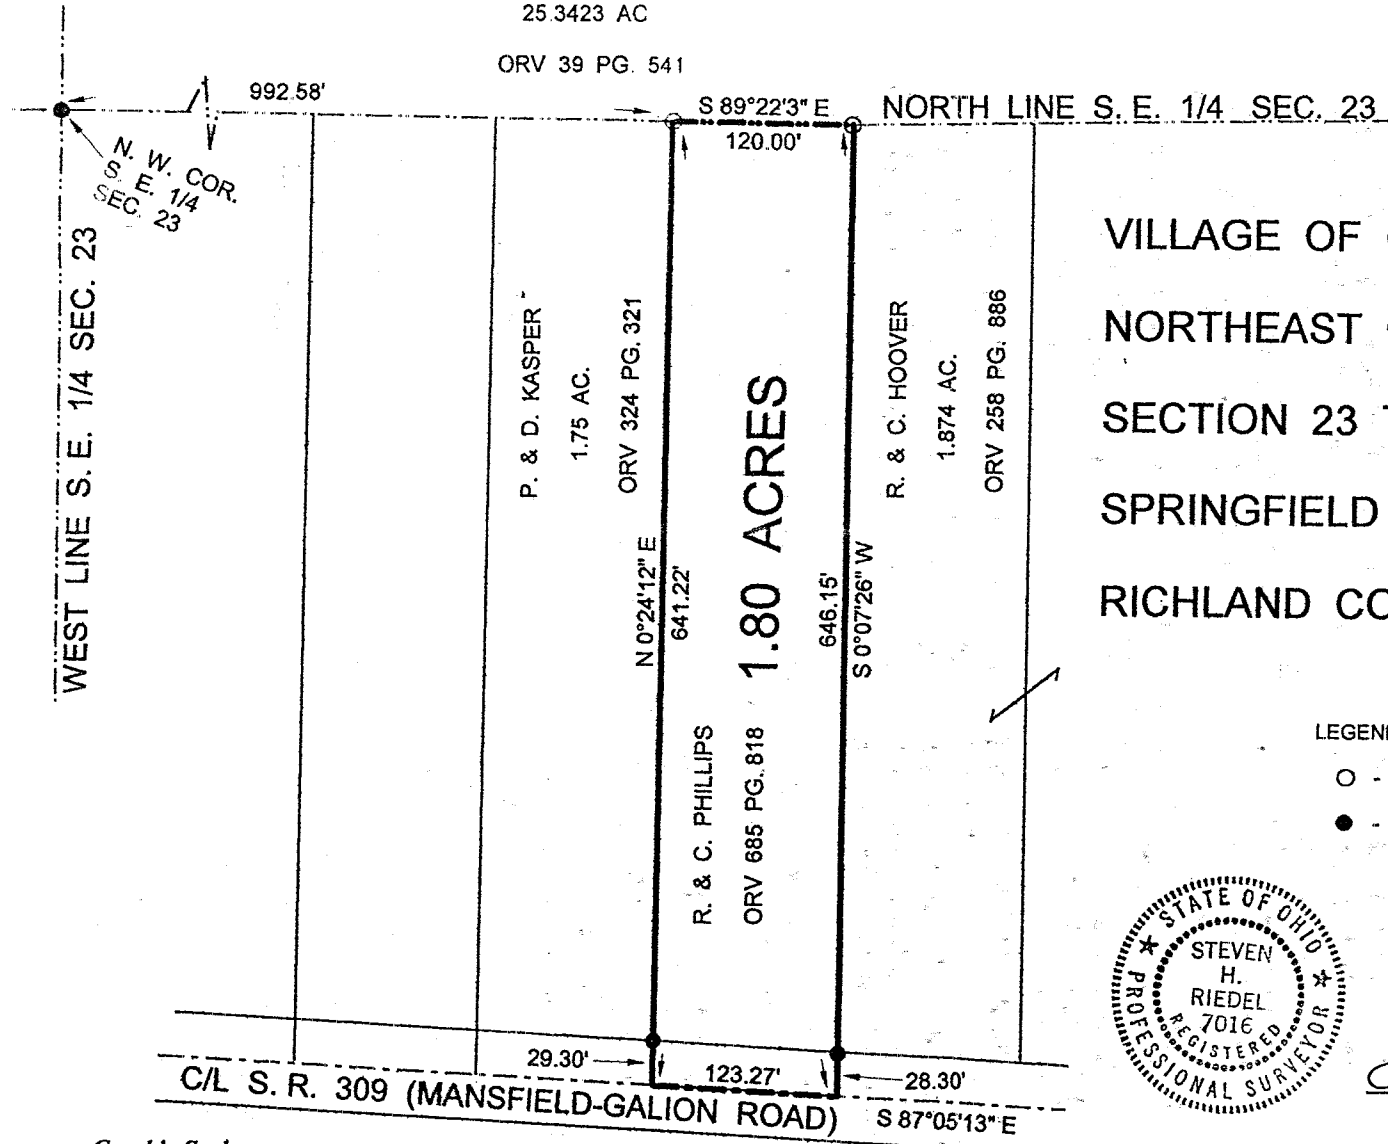 25.3423 AC
ORV 39 PG. 541
992.58'
S 89°22'3" E
NORTH LINE S. E. 1/4 SEC. 23
120.00'
N. W. COR.
S. E. 1/4
SEC. 23
WEST LINE S. E. 1/4 SEC. 23
P. & D. KASPER
1.75 AC.
ORV 324 PG. 321
N 0°24'12" E
641.22'
1.80 ACRES
R. & C. PHILLIPS
ORV 685 PG. 818
646.15'
S 0°07'26" W
R. & C. HOOVER
1.874 AC.
ORV 258 PG. 886
VILLAGE OF
NORTHEAST
SECTION 23
SPRINGFIELD
RICHLAND CO
LEGEN
-
-
STATE OF OHIO
STEVEN
H.
RIEDEL
7016
REGISTERED
PROFESSIONAL SURVEYOR
29.30'
123.27'
28.30'
C/L S. R. 309 (MANSFIELD-GALION ROAD)
S 87°05'13" E